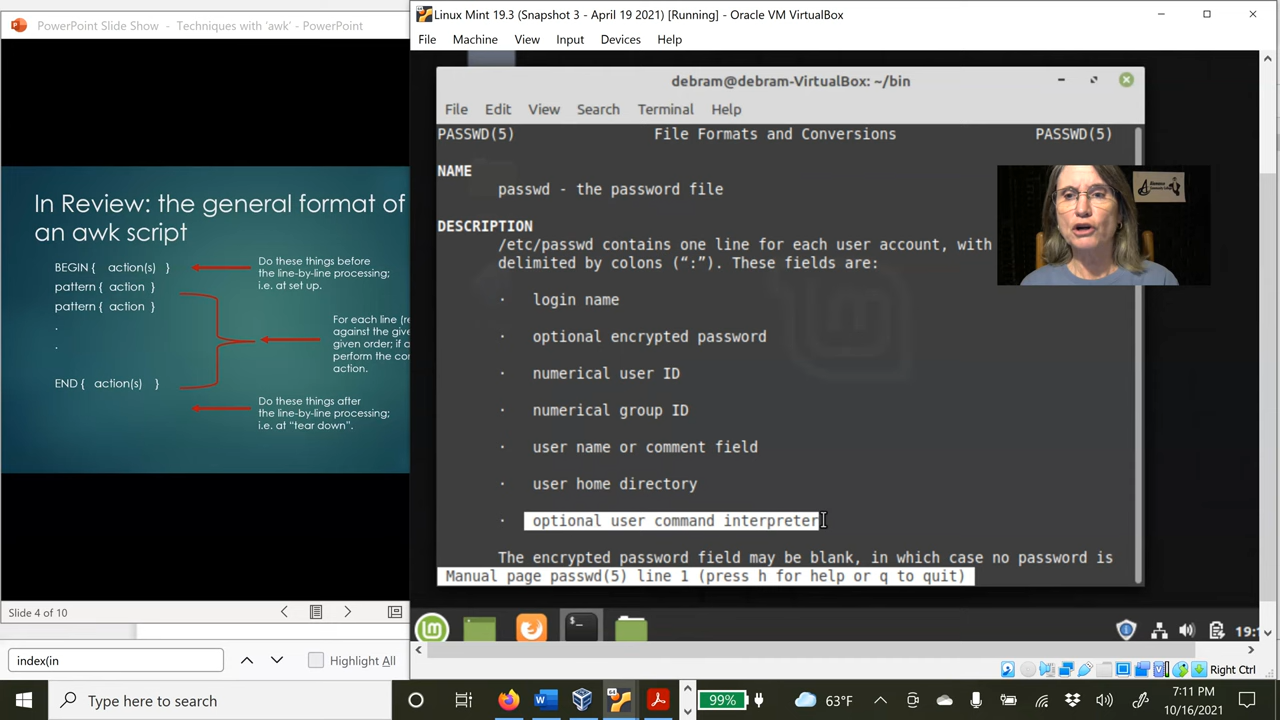 PowerPoint Slide Show - Techniques with 'awk' - PowerPoint
In Review: the general format of
an awk script
BEGIN { action(s) }
pattern { action }
pattern { action }
.
.
END { action(s) }
Do these things before
the line-by-line processing;
i.e. at set up.
For each line (re
against the give
given order; if a
perform the cor
action.
Do these things after
the line-by-line processing;
i.e. at “tear down”.
Slide 4 of 10
index(in
Highlight All
Linux Mint 19.3 (Snapshot 3 - April 19 2021) [Running] - Oracle VM VirtualBox
File Machine View Input Devices Help
debram@debram-VirtualBox: ~/bin
File Edit View Search Terminal Help
PASSWD(5) File Formats and Conversions PASSWD(5)
NAME
passwd - the password file
DESCRIPTION
/etc/passwd contains one line for each user account, with
delimited by colons (“:”). These fields are:
· login name
· optional encrypted password
· numerical user ID
· numerical group ID
· user name or comment field
· user home directory
· optional user command interpreter
The encrypted password field may be blank, in which case no password is
Manual page passwd(5) line 1 (press h for help or q to quit)
19:1
Right Ctrl
Type here to search
99%
63°F
7:11 PM
10/16/2021